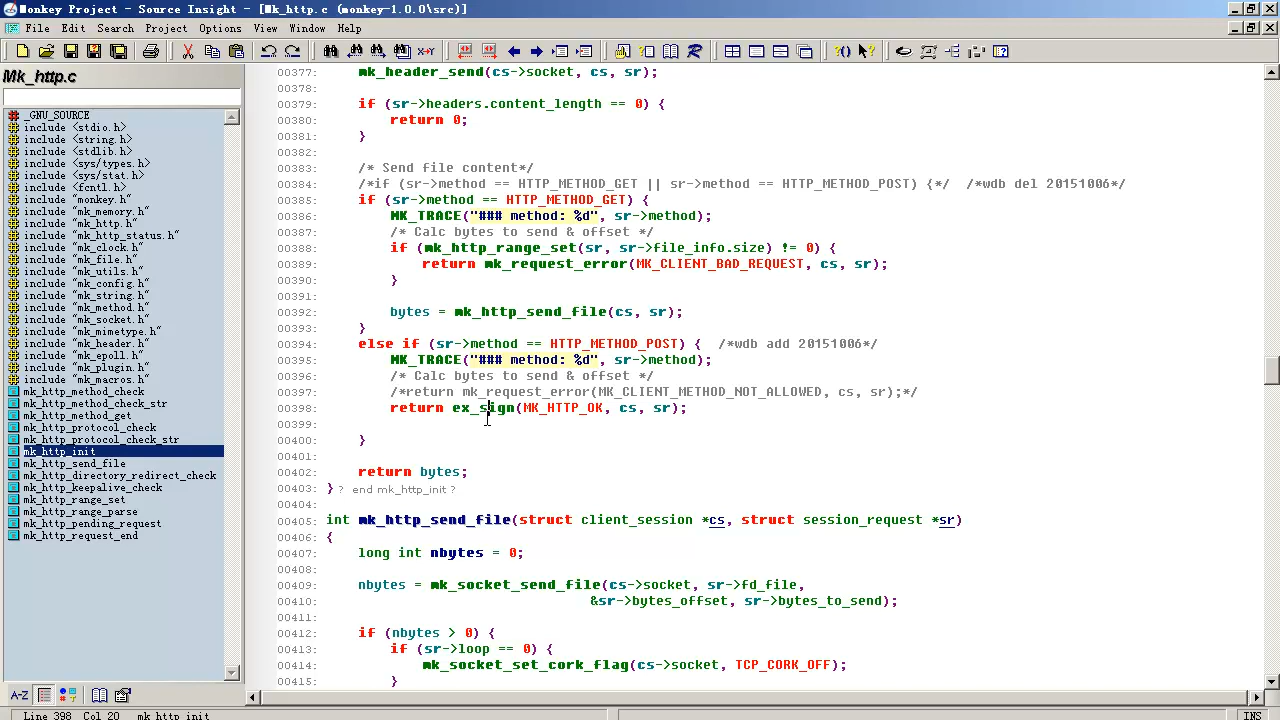 Monkey Project - Source Insight - [Mk_http.c (monkey-1.0.0\src)]
File Edit Search Project Options View Window Help
Mk_http.c
_GNU_SOURCE
include <stdio.h>
include <string.h>
include <stdlib.h>
include <sys/types.h>
include <sys/stat.h>
include <fcntl.h>
include "monkey.h"
include "mk_memory.h"
include "mk_http.h"
include "mk_http_status.h"
include "mk_clock.h"
include "mk_file.h"
include "mk_utils.h"
include "mk_config.h"
include "mk_string.h"
include "mk_method.h"
include "mk_socket.h"
include "mk_mimetype.h"
include "mk_header.h"
include "mk_epoll.h"
include "mk_plugin.h"
include "mk_macros.h"
mk_http_method_check
mk_http_method_check_str
mk_http_method_get
mk_http_protocol_check
mk_http_protocol_check_str
mk_http_init
mk_http_send_file
mk_http_directory_redirect_check
mk_http_keepalive_check
mk_http_range_set
mk_http_range_parse
mk_http_pending_request
mk_http_request_end
A-Z
00377: mk_header_send(cs->socket, cs, sr);
00378:
00379: if (sr->headers.content_length == 0) {
00380: return 0;
00381: }
00382:
00383: /* Send file content*/
00384: /*if (sr->method == HTTP_METHOD_GET || sr->method == HTTP_METHOD_POST) {*/ /*wdb del 20151006*/
00385: if (sr->method == HTTP_METHOD_GET) {
00386: MK_TRACE("### method: %d", sr->method);
00387: /* Calc bytes to send & offset */
00388: if (mk_http_range_set(sr, sr->file_info.size) != 0) {
00389: return mk_request_error(MK_CLIENT_BAD_REQUEST, cs, sr);
00390: }
00391:
00392: bytes = mk_http_send_file(cs, sr);
00393: }
00394: else if (sr->method == HTTP_METHOD_POST) { /*wdb add 20151006*/
00395: MK_TRACE("### method: %d", sr->method);
00396: /* Calc bytes to send & offset */
00397: /*return mk_request_error(MK_CLIENT_METHOD_NOT_ALLOWED, cs, sr);*/
00398: return ex_sign(MK_HTTP_OK, cs, sr);
00399:
00400: }
00401:
00402: return bytes;
00403: } ? end mk_http_init ?
00404:
00405: int mk_http_send_file(struct client_session *cs, struct session_request *sr)
00406: {
00407: long int nbytes = 0;
00408:
00409: nbytes = mk_socket_send_file(cs->socket, sr->fd_file,
00410: &sr->bytes_offset, sr->bytes_to_send);
00411:
00412: if (nbytes > 0) {
00413: if (sr->loop == 0) {
00414: mk_socket_set_cork_flag(cs->socket, TCP_CORK_OFF);
00415: }
Line 398 Col 20 mk_http_init INS